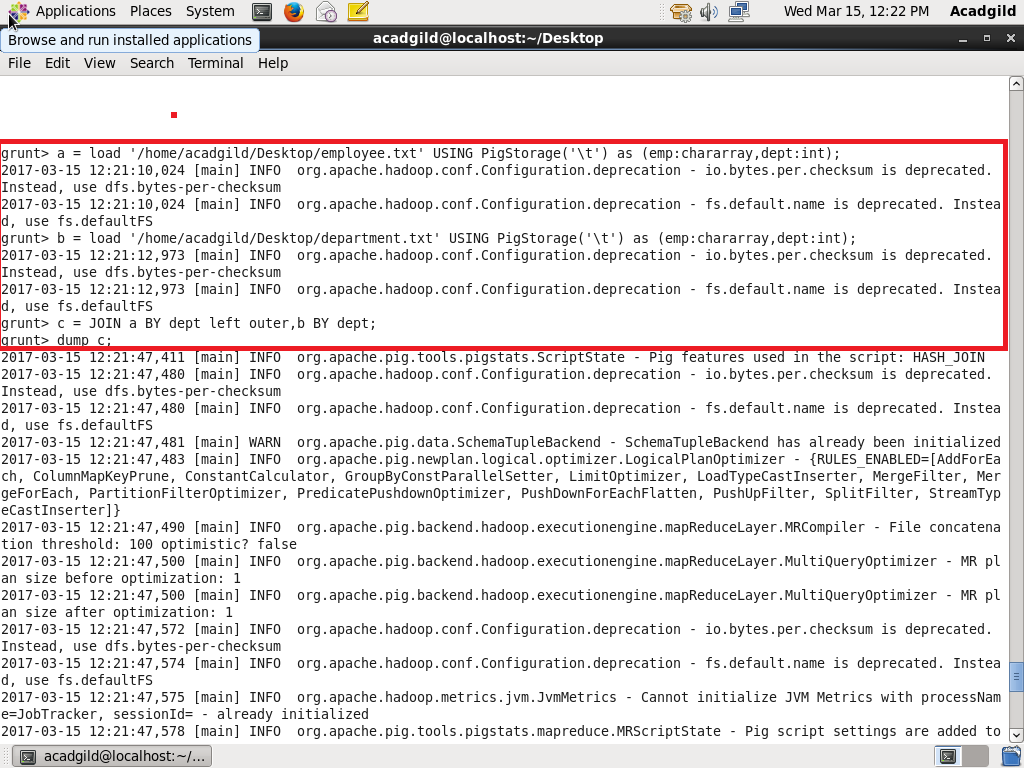 Applications Places System Wed Mar 15, 12:22 PM Acadgild
Browse and run installed applications
acadgild@localhost:~/Desktop
File Edit View Search Terminal Help
grunt> a = load '/home/acadgild/Desktop/employee.txt' USING PigStorage('\t') as (emp:chararray,dept:int);
2017-03-15 12:21:10,024 [main] INFO  org.apache.hadoop.conf.Configuration.deprecation - io.bytes.per.checksum is deprecated.
Instead, use dfs.bytes-per-checksum
2017-03-15 12:21:10,024 [main] INFO  org.apache.hadoop.conf.Configuration.deprecation - fs.default.name is deprecated. Instea
d, use fs.defaultFS
grunt> b = load '/home/acadgild/Desktop/department.txt' USING PigStorage('\t') as (emp:chararray,dept:int);
2017-03-15 12:21:12,973 [main] INFO  org.apache.hadoop.conf.Configuration.deprecation - io.bytes.per.checksum is deprecated.
Instead, use dfs.bytes-per-checksum
2017-03-15 12:21:12,973 [main] INFO  org.apache.hadoop.conf.Configuration.deprecation - fs.default.name is deprecated. Instea
d, use fs.defaultFS
grunt> c = JOIN a BY dept left outer,b BY dept;
grunt> dump c;
2017-03-15 12:21:47,411 [main] INFO  org.apache.pig.tools.pigstats.ScriptState - Pig features used in the script: HASH_JOIN
2017-03-15 12:21:47,480 [main] INFO  org.apache.hadoop.conf.Configuration.deprecation - io.bytes.per.checksum is deprecated.
Instead, use dfs.bytes-per-checksum
2017-03-15 12:21:47,480 [main] INFO  org.apache.hadoop.conf.Configuration.deprecation - fs.default.name is deprecated. Instea
d, use fs.defaultFS
2017-03-15 12:21:47,481 [main] WARN  org.apache.pig.data.SchemaTupleBackend - SchemaTupleBackend has already been initialized
2017-03-15 12:21:47,483 [main] INFO  org.apache.pig.newplan.logical.optimizer.LogicalPlanOptimizer - {RULES_ENABLED=[AddForEa
ch, ColumnMapKeyPrune, ConstantCalculator, GroupByConstParallelSetter, LimitOptimizer, LoadTypeCastInserter, MergeFilter, Mer
geForEach, PartitionFilterOptimizer, PredicatePushdownOptimizer, PushDownForEachFlatten, PushUpFilter, SplitFilter, StreamTyp
eCastInserter]}
2017-03-15 12:21:47,490 [main] INFO  org.apache.pig.backend.hadoop.executionengine.mapReduceLayer.MRCompiler - File concatena
tion threshold: 100 optimistic? false
2017-03-15 12:21:47,500 [main] INFO  org.apache.pig.backend.hadoop.executionengine.mapReduceLayer.MultiQueryOptimizer - MR pl
an size before optimization: 1
2017-03-15 12:21:47,500 [main] INFO  org.apache.pig.backend.hadoop.executionengine.mapReduceLayer.MultiQueryOptimizer - MR pl
an size after optimization: 1
2017-03-15 12:21:47,572 [main] INFO  org.apache.hadoop.conf.Configuration.deprecation - io.bytes.per.checksum is deprecated.
Instead, use dfs.bytes-per-checksum
2017-03-15 12:21:47,574 [main] INFO  org.apache.hadoop.conf.Configuration.deprecation - fs.default.name is deprecated. Instea
d, use fs.defaultFS
2017-03-15 12:21:47,575 [main] INFO  org.apache.hadoop.metrics.jvm.JvmMetrics - Cannot initialize JVM Metrics with processNam
e=JobTracker, sessionId= - already initialized
2017-03-15 12:21:47,578 [main] INFO  org.apache.pig.tools.pigstats.mapreduce.MRScriptState - Pig script settings are added to
acadgild@localhost:~/...